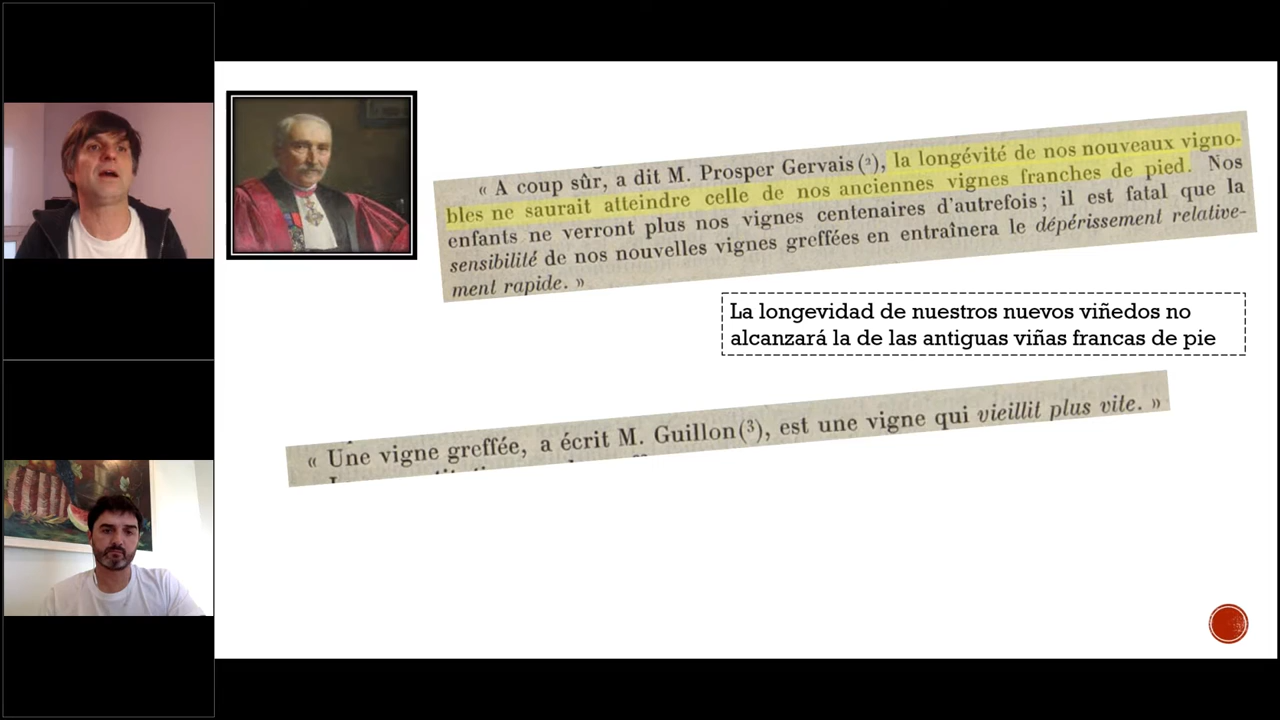 « A coup sûr, a dit M. Prosper Gervais (²), la longévité de nos nouveaux vigno-
bles ne saurait atteindre celle de nos anciennes vignes franches de pied. Nos
enfants ne verront plus nos vignes centenaires d'autrefois ; il est fatal que la
sensibilité de nos nouvelles vignes greffées en entraînera le dépérissement relative-
ment rapide. »
La longevidad de nuestros nuevos viñedos no
alcanzará la de las antiguas viñas francas de pie
« Une vigne greffée, a écrit M. Guillon (³), est une vigne qui vieillit plus vite. »